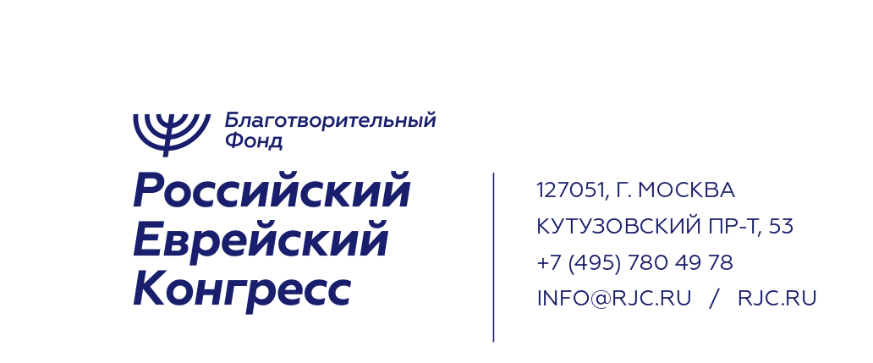 Благотворительный
Фонд
Российский
Еврейский
Конгресс
127051, Г. МОСКВА
КУТУЗОВСКИЙ ПР-Т, 53
+7 (495) 780 49 78
INFO@RJC.RU / RJC.RU